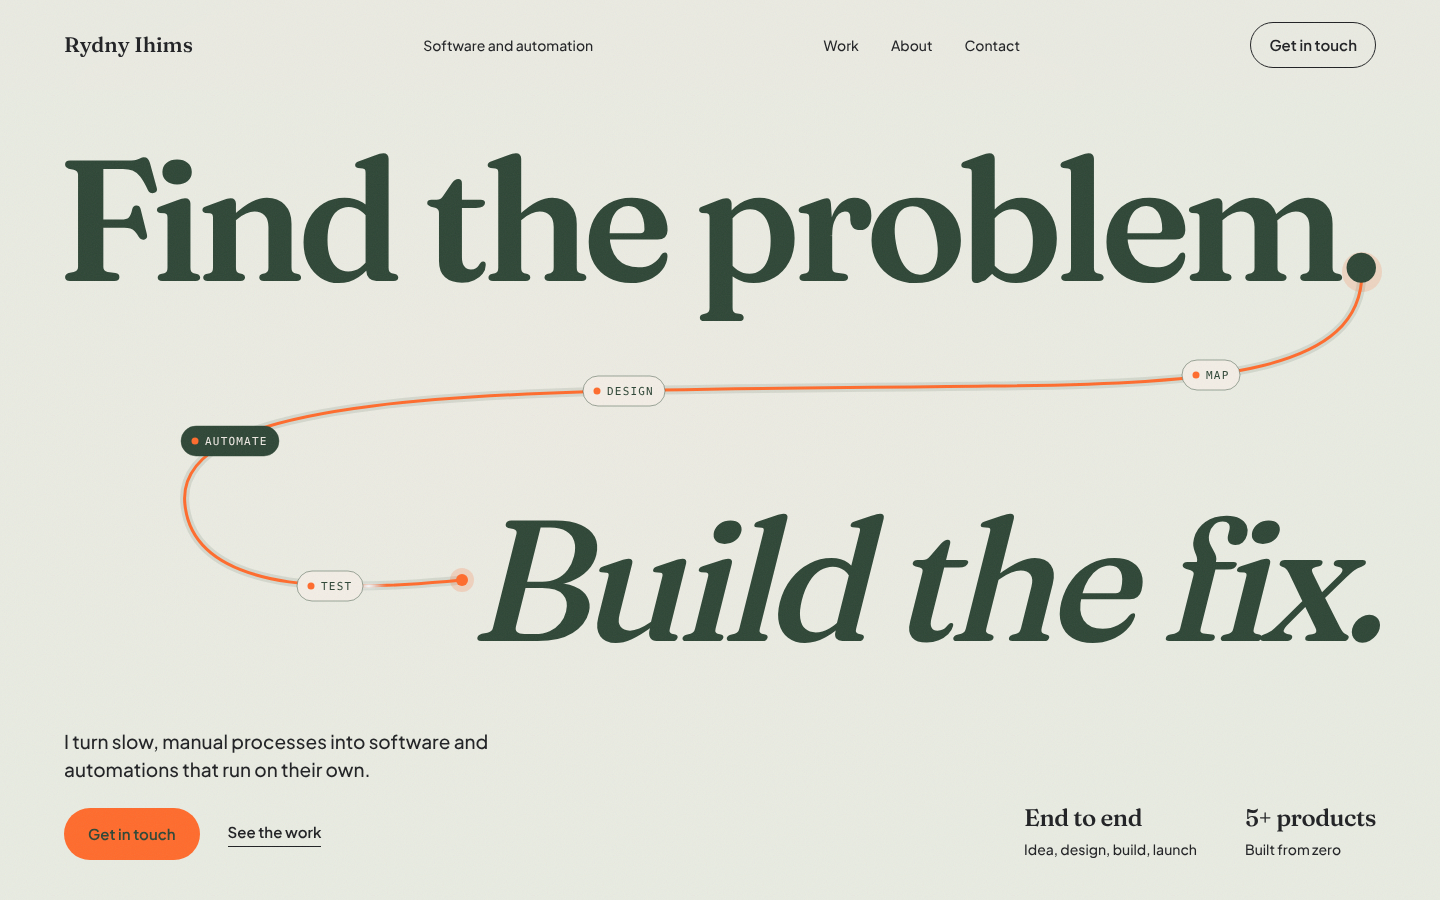 Rydny Ihims
Software and automation
Work
About
Contact
Get in touch
Find the problem.
MAP
DESIGN
AUTOMATE
TEST
Build the fix.
I turn slow, manual processes into software and
automations that run on their own.
Get in touch
See the work
End to end
Idea, design, build, launch
5+ products
Built from zero